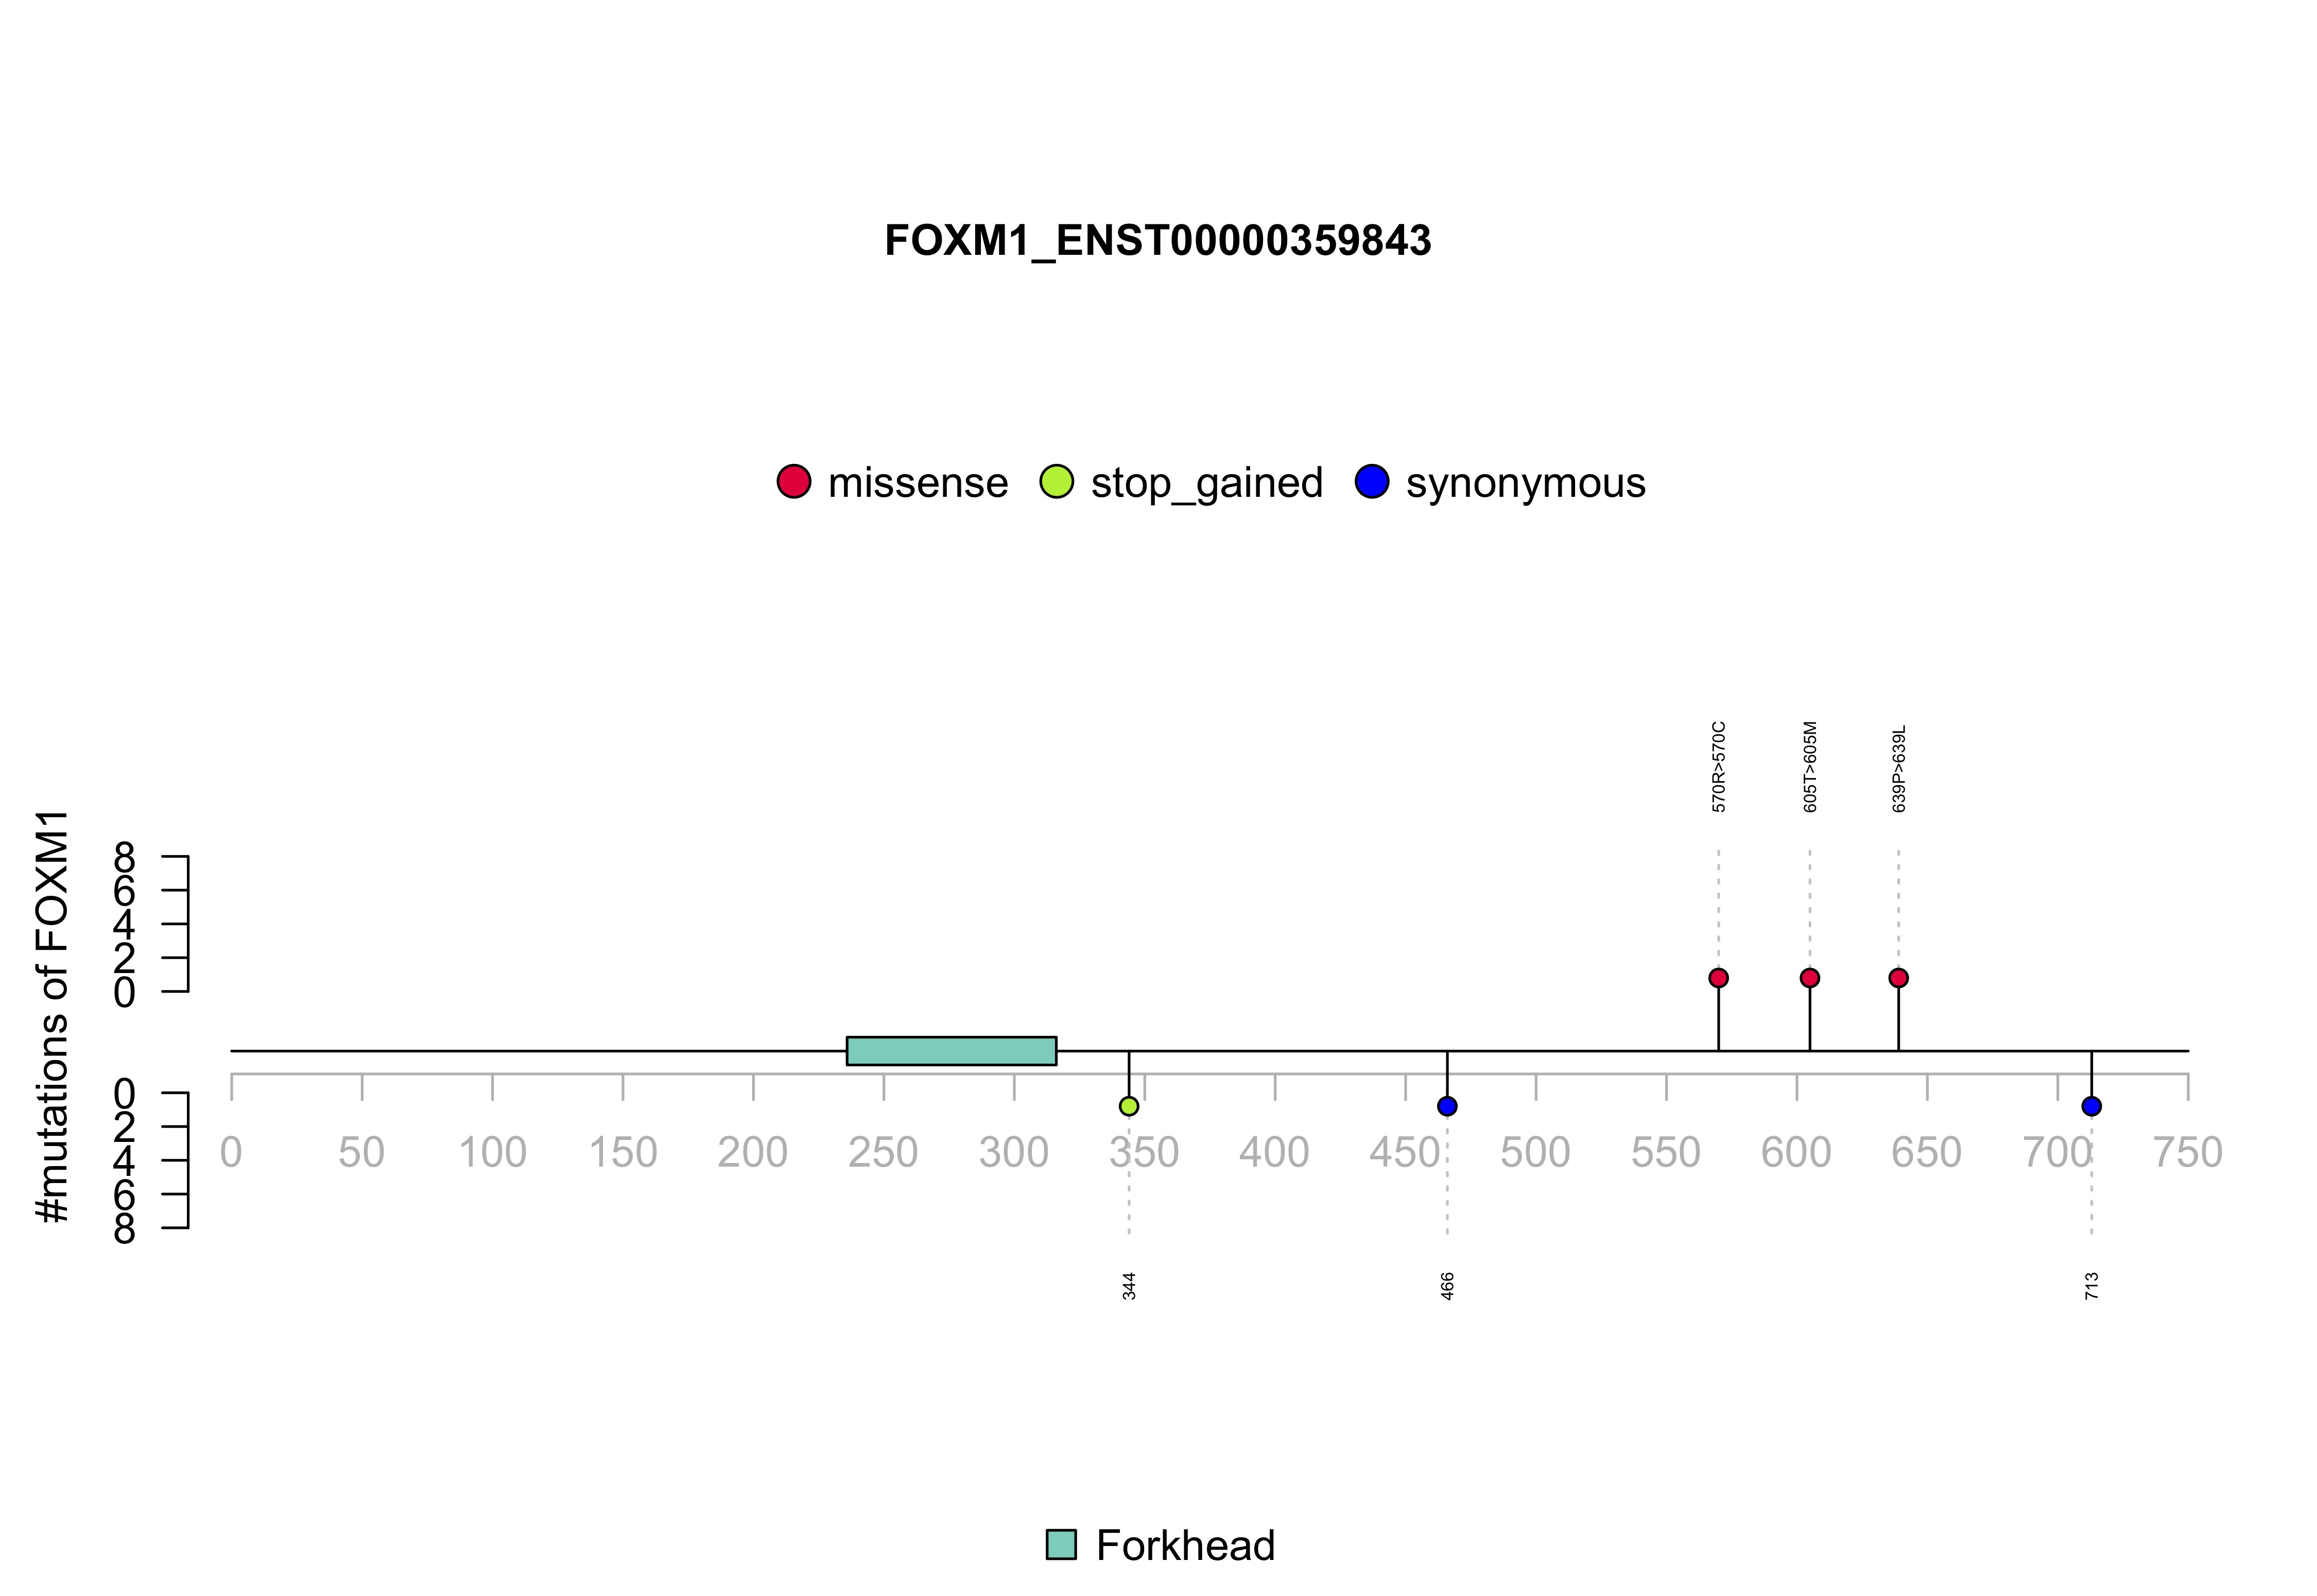 FOXM1_ENST00000359843
missense stop_gained synonymous
570R>570C 605T>605M 639P>639L
#mutations of FOXM1
8
6
4
2
0
0
2
4
6
8
0 50 100 150 200 250 300 350 400 450 500 550 600 650 700 750
344 466 713
Forkhead